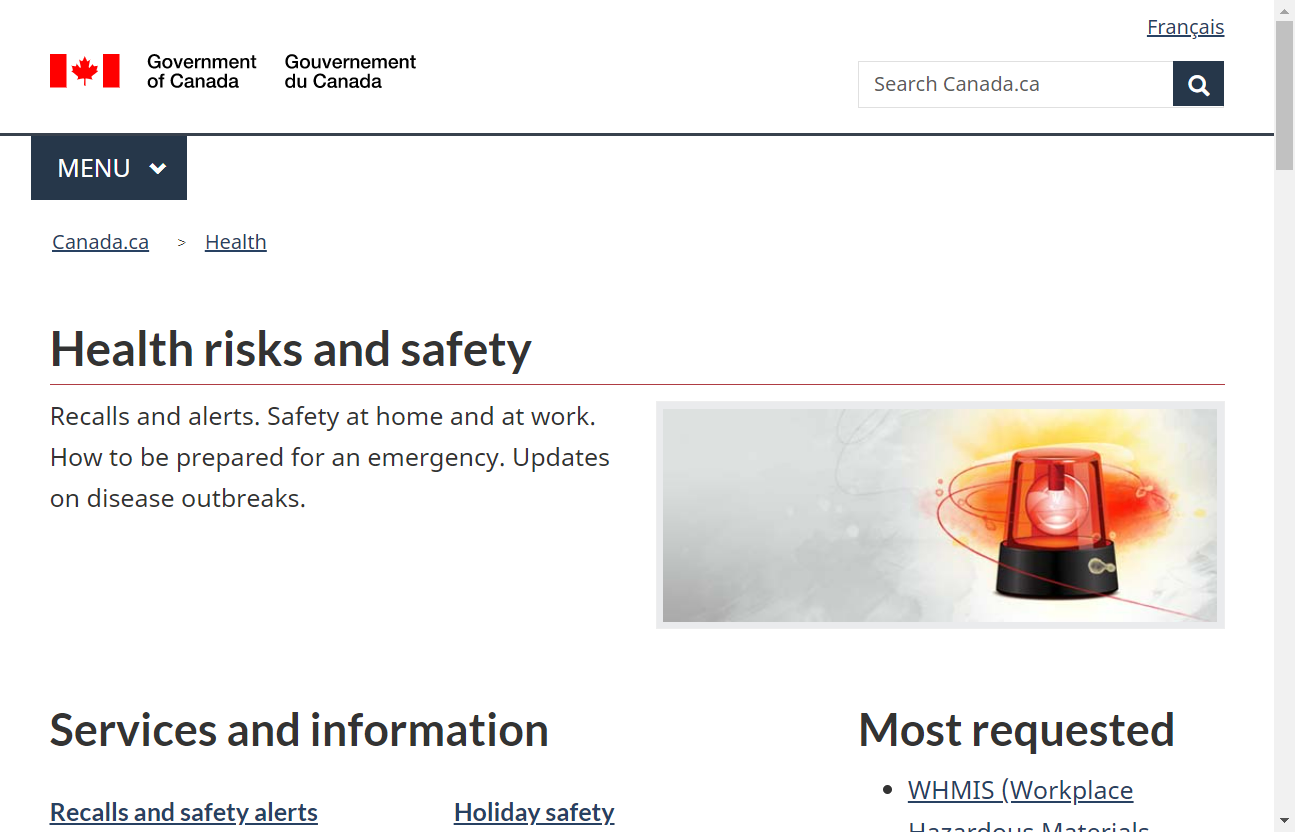 Français
Government of Canada
Gouvernement du Canada
Search Canada.ca
MENU
Canada.ca > Health
Health risks and safety
Recalls and alerts. Safety at home and at work.
How to be prepared for an emergency. Updates
on disease outbreaks.
Services and information
Recalls and safety alerts
Holiday safety
Most requested
WHMIS (Workplace
Hazardous Materials